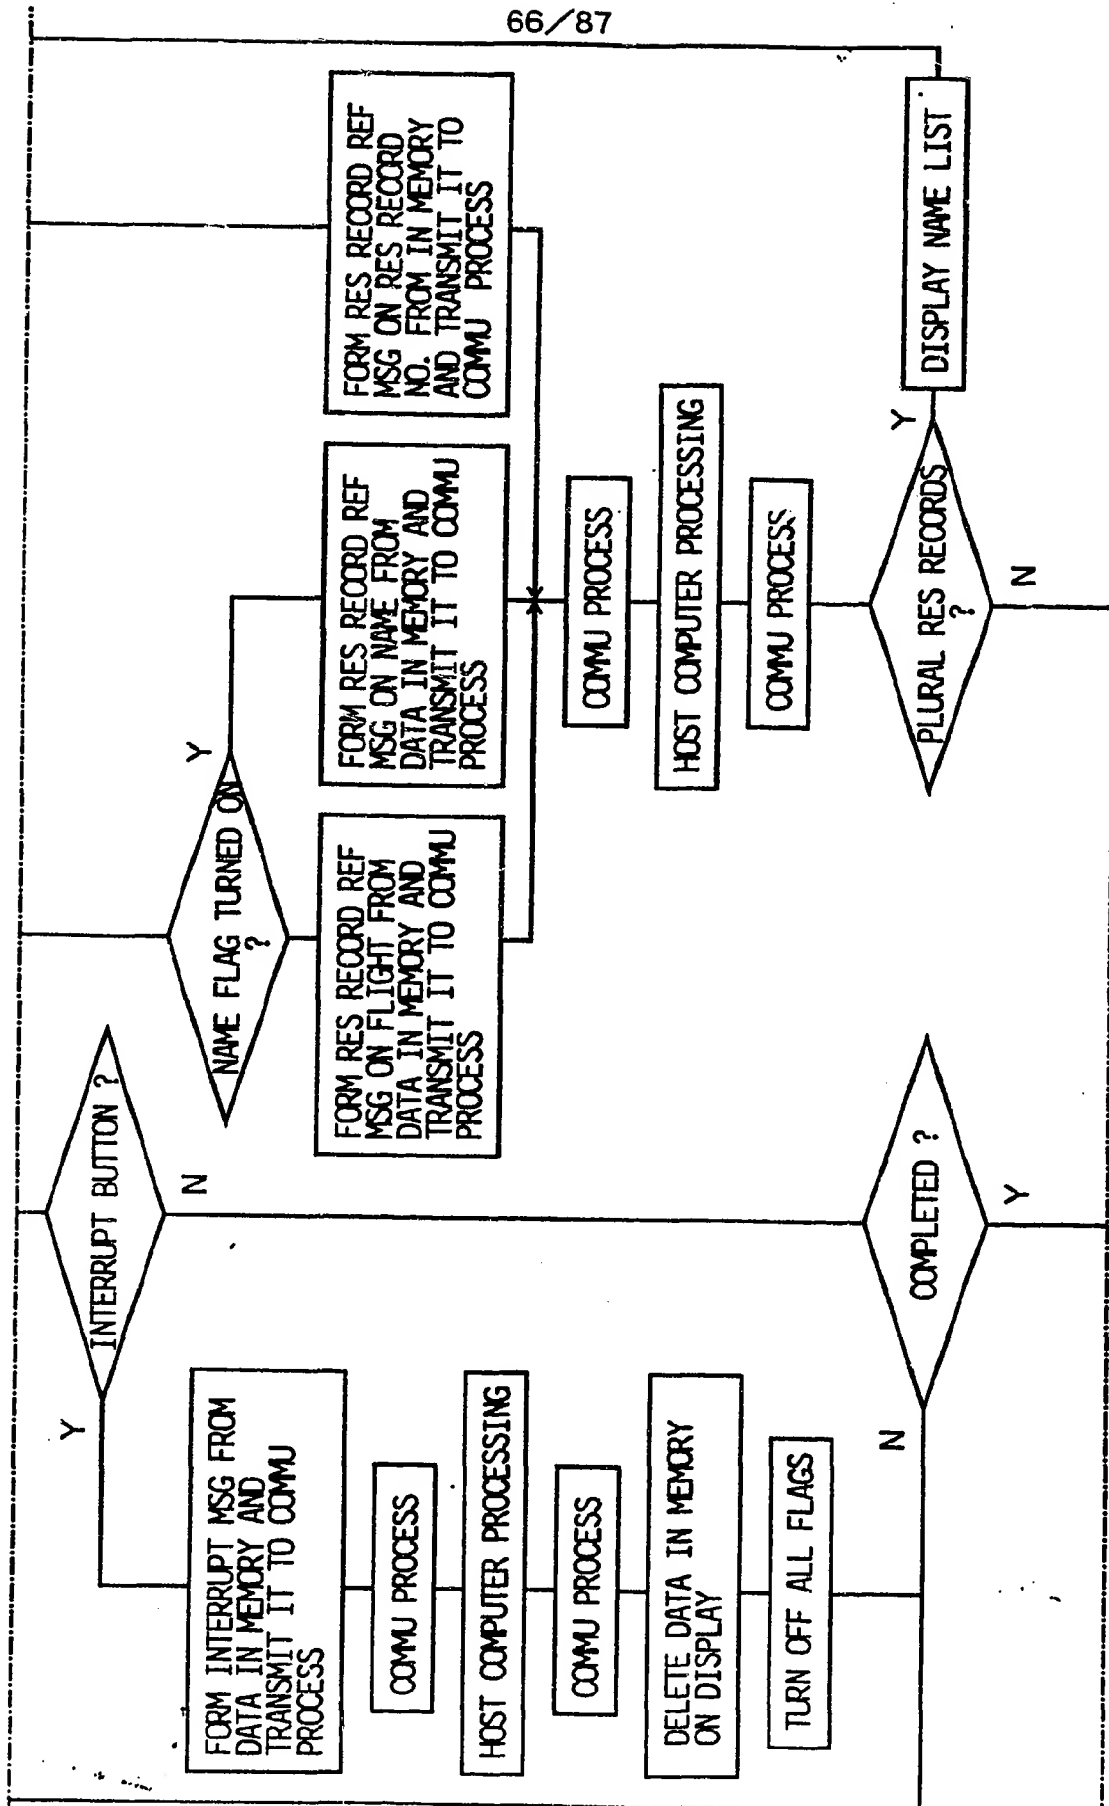 66/87
INTERRUPT BUTTON ?
Y
N
FORM INTERRUPT MSG FROM
DATA IN MEMORY AND
TRANSMIT IT TO COMMU
PROCESS
COMMU PROCESS
HOST COMPUTER PROCESSING
COMMU PROCESS
DELETE DATA IN MEMORY
ON DISPLAY
TURN OFF ALL FLAGS
COMPLETED ?
N
Y
NAME FLAG TURNED ON
?
Y
FORM RES RECORD REF
MSG ON FLIGHT FROM
DATA IN MEMORY AND
TRANSMIT IT TO COMMU
PROCESS
FORM RES RECORD REF
MSG ON NAME FROM
DATA IN MEMORY AND
TRANSMIT IT TO COMMU
PROCESS
FORM RES RECORD REF
MSG ON RES RECORD
NO. FROM IN MEMORY
AND TRANSMIT IT TO
COMMU PROCESS
COMMU PROCESS
HOST COMPUTER PROCESSING
COMMU PROCESS
PLURAL RES RECORDS
?
Y
N
DISPLAY NAME LIST